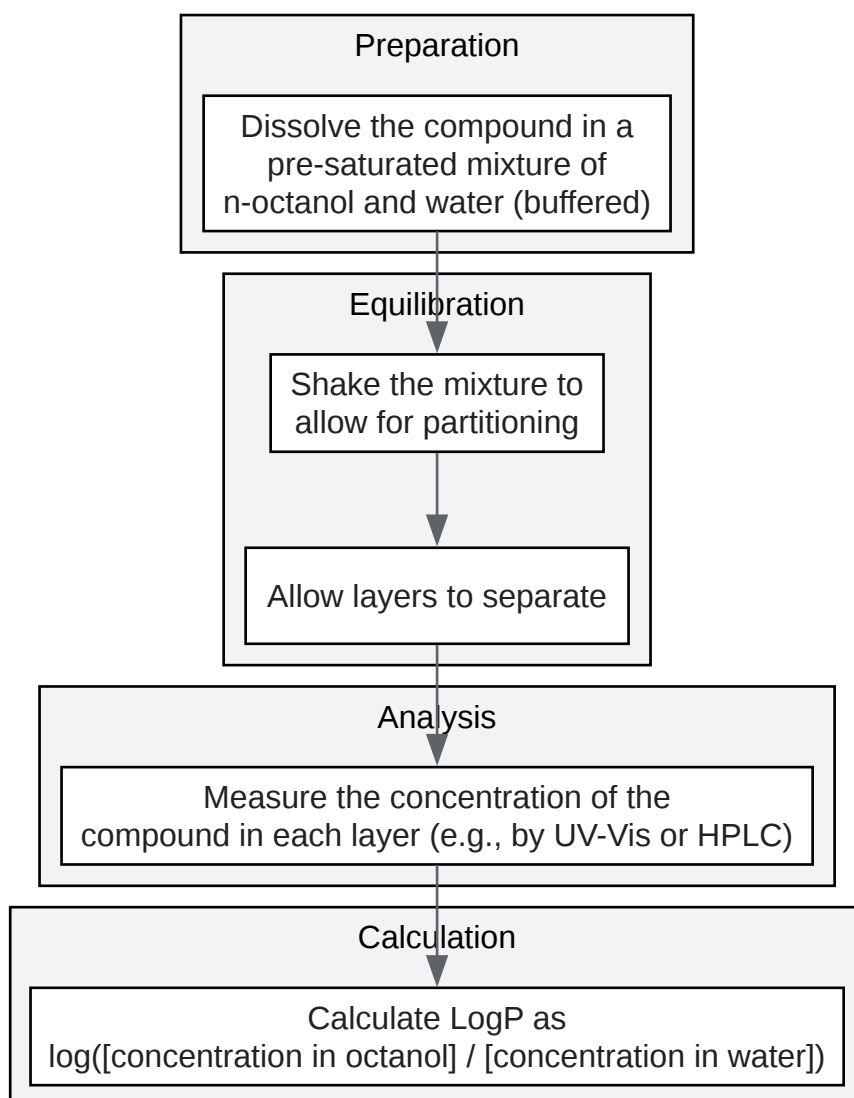 Preparation
Dissolve the compound in a
pre-saturated mixture of
n-octanol and water (buffered)
Equilibration
Shake the mixture to
allow for partitioning
Allow layers to separate
Analysis
Measure the concentration of the
compound in each layer (e.g., by UV-Vis or HPLC)
Calculation
Calculate LogP as
log([concentration in octanol] / [concentration in water])